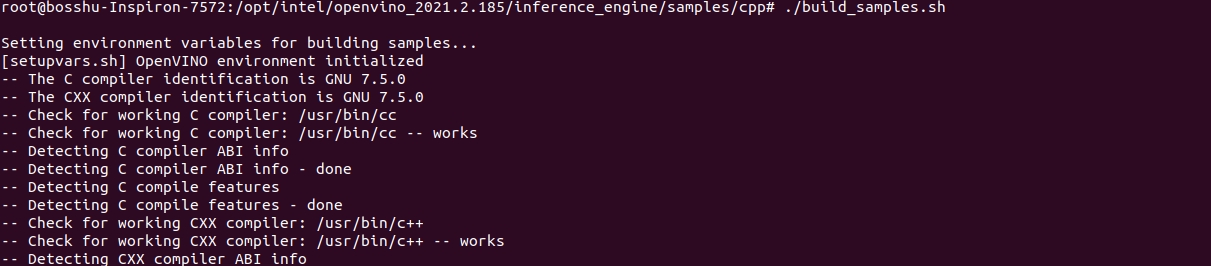 root@bosshu-Inspiron-7572:/opt/intel/openvino_2021.2.185/inference_engine/samples/cpp# ./build_samples.sh
Setting environment variables for building samples...
[setupvars.sh] OpenVINO environment initialized
-- The C compiler identification is GNU 7.5.0
-- The CXX compiler identification is GNU 7.5.0
-- Check for working C compiler: /usr/bin/cc
-- Check for working C compiler: /usr/bin/cc -- works
-- Detecting C compiler ABI info
-- Detecting C compiler ABI info - done
-- Detecting C compile features
-- Detecting C compile features - done
-- Check for working CXX compiler: /usr/bin/c++
-- Check for working CXX compiler: /usr/bin/c++ -- works
-- Detecting CXX compiler ABI info